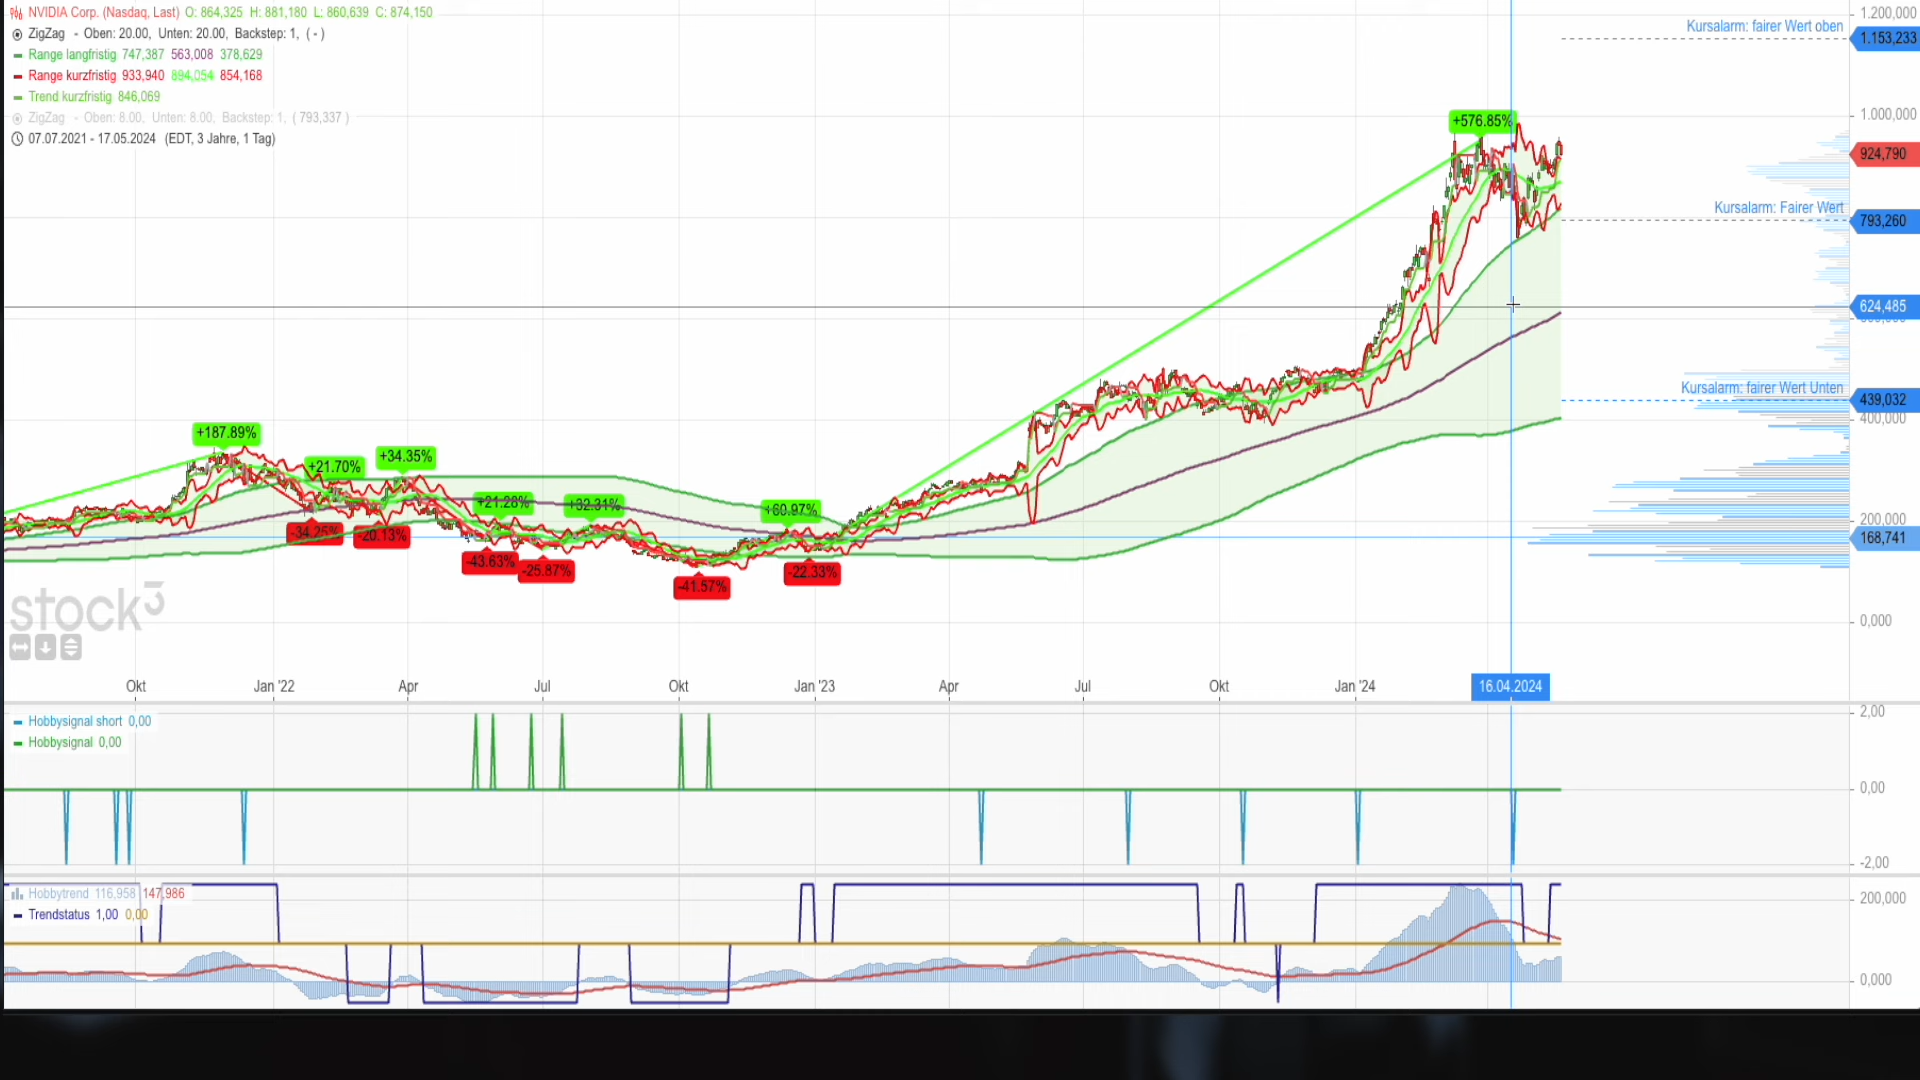 NVIDIA Corp. (Nasdaq, Last) O: 864,325 H: 881,180 L: 860,639 C: 874,150
ZigZag - Oben: 20.00, Unten: 20.00, Backstep: 1, ( - )
Range langfristig 747,387 563,008 378,629
Range kurzfristig 933,940 894,054 854,168
Trend kurzfristig 846,069
ZigZag - Oben: 8.00, Unten: 8.00, Backstep: 1, ( 793,337 )
07.07.2021 - 17.05.2024 (EDT, 3 Jahre, 1 Tag)
1.200,000
Kursalarm: fairer Wert oben
1.153,233
1.000,000
+576.85%
924,790
Kursalarm: Fairer Wert
793,260
624,485
Kursalarm: fairer Wert Unten
439,032
400,000
+187.89%
+21.70%
+34.35%
+21.28%
+32.31%
+60.97%
200,000
168,741
-34.25%
-20.13%
-43.63%
-25.87%
-41.57%
-22.33%
stock3
0,000
Okt Jan '22 Apr Jul Okt Jan '23 Apr Jul Okt Jan '24 16.04.2024
Hobbysignal short 0,00
Hobbysignal 0,00
2,00
0,00
-2,00
Hobbytrend 116,958 147,986
Trendstatus 1,00 0,00
200,000
0,000